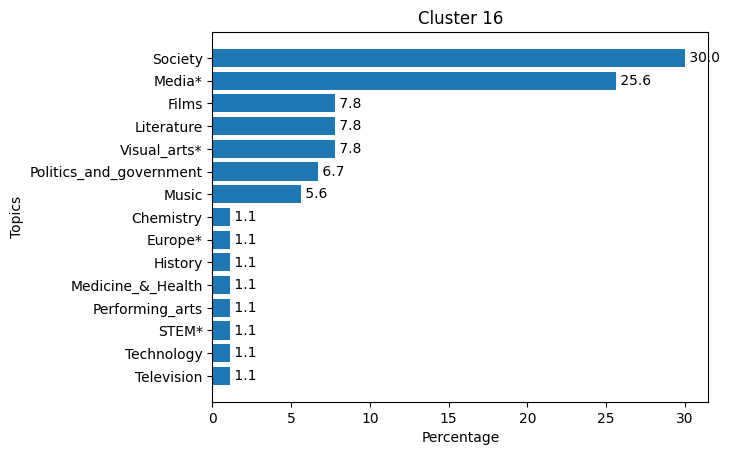 Cluster 16
Society 30.0
Media* 25.6
Films 7.8
Literature 7.8
Visual_arts* 7.8
Politics_and_government 6.7
Music 5.6
Chemistry 1.1
Europe* 1.1
History 1.1
Medicine_&_Health 1.1
Performing_arts 1.1
STEM* 1.1
Technology 1.1
Television 1.1
Topics
0 5 10 15 20 25 30
Percentage